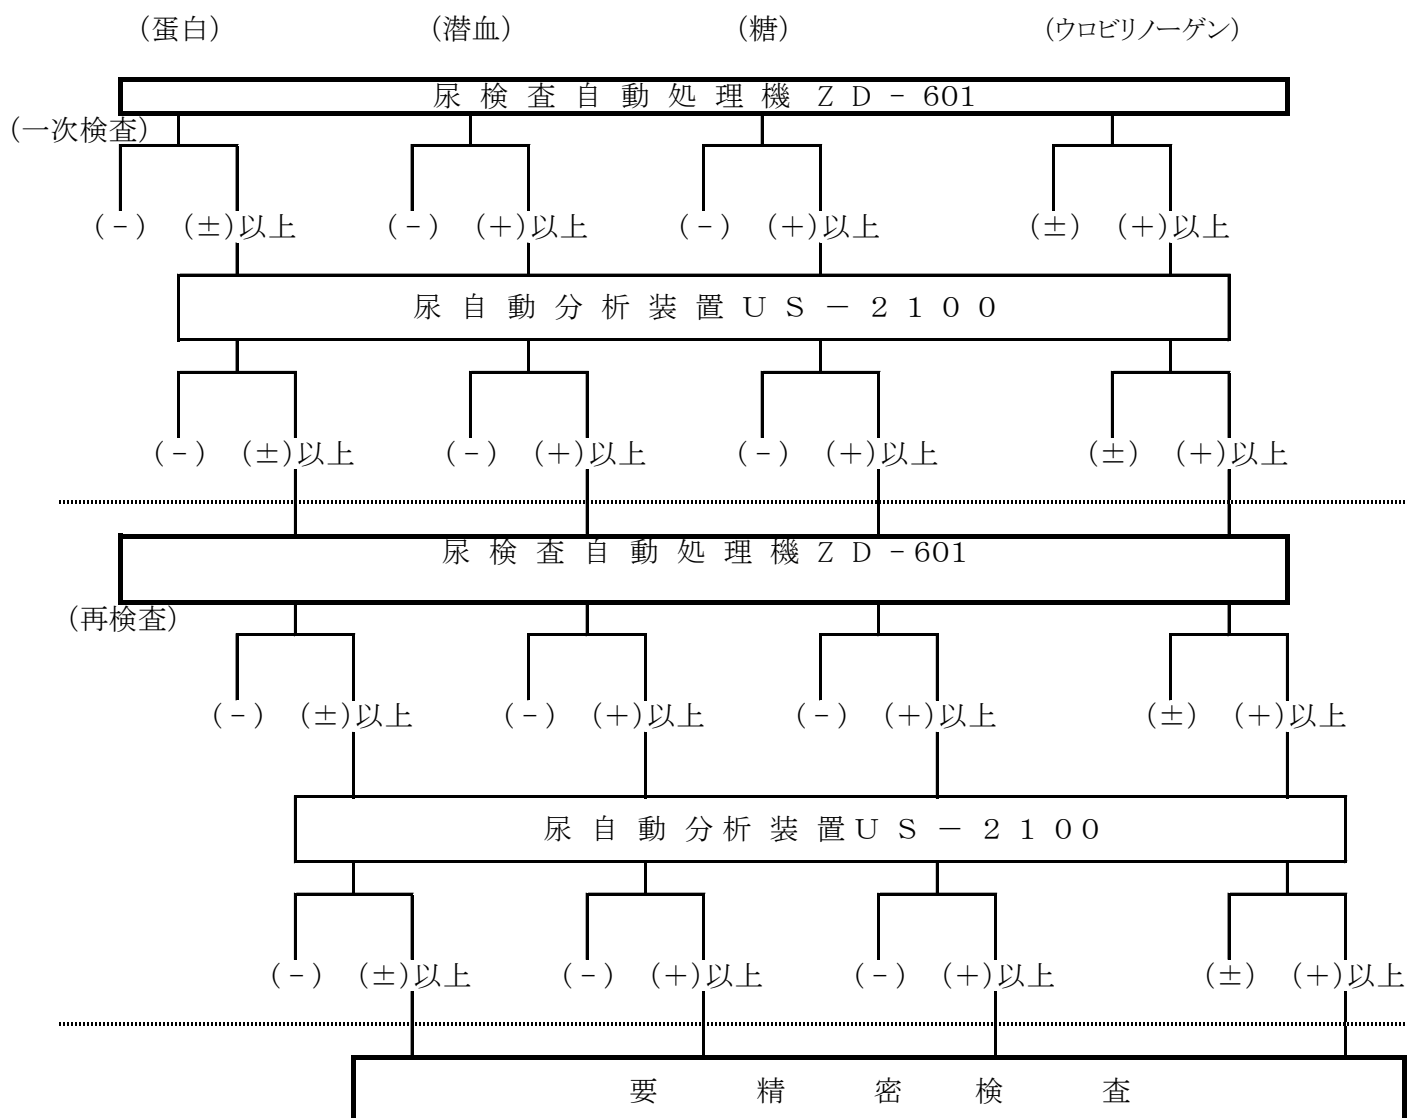 (蛋白) (潜血) (糖) (ウロビリノーゲン)
尿検査自動処理機ZD-601
(一次検査)
(-) (±)以上 (-) (+)以上 (-) (+)以上 (±) (+)以上
尿自動分析装置US-2100
(-) (±)以上 (-) (+)以上 (-) (+)以上 (±) (+)以上
尿検査自動処理機ZD-601
(再検査)
(-) (±)以上 (-) (+)以上 (-) (+)以上 (±) (+)以上
尿自動分析装置US-2100
(-) (±)以上 (-) (+)以上 (-) (+)以上 (±) (+)以上
要精密検査